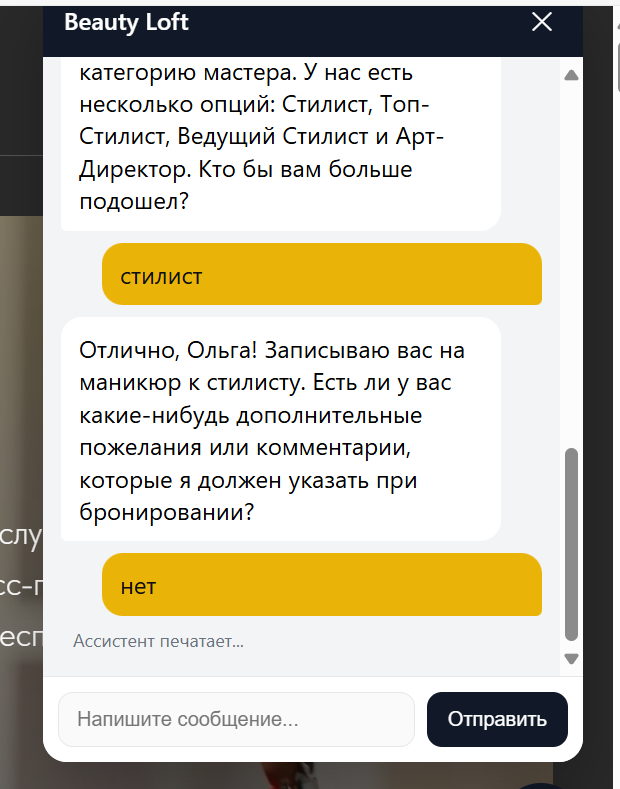 Beauty Loft
категорию мастера. У нас есть
несколько опций: Стилист, Топ-
Стилист, Ведущий Стилист и Арт-
Директор. Кто бы вам больше
подошел?
стилист
Отлично, Ольга! Записываю вас на
маникюр к стилисту. Есть ли у вас
какие-нибудь дополнительные
пожелания или комментарии,
которые я должен указать при
бронировании?
слу
нет
Ассистент печатает...
Напишите сообщение...
Отправить